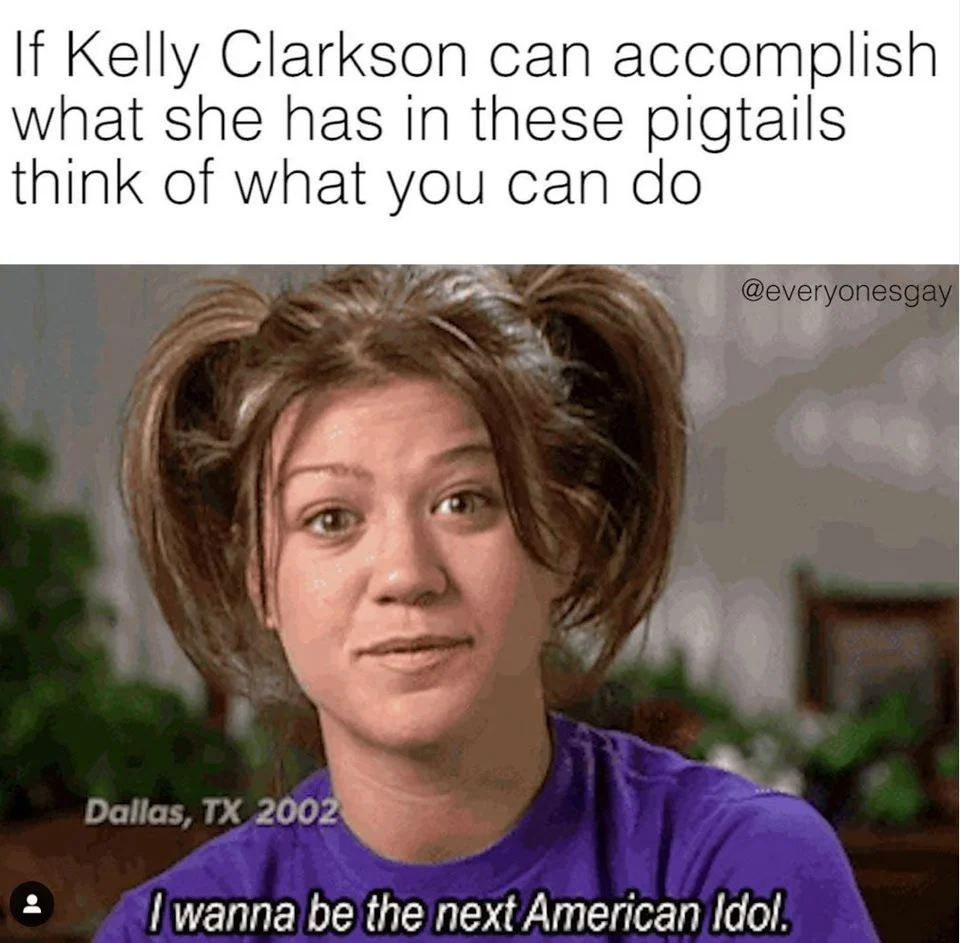 If Kelly Clarkson can accomplish
what she has in these pigtails
think of what you can do
@everyonesgay
Dallas, TX 2002
I wanna be the next American Idol.